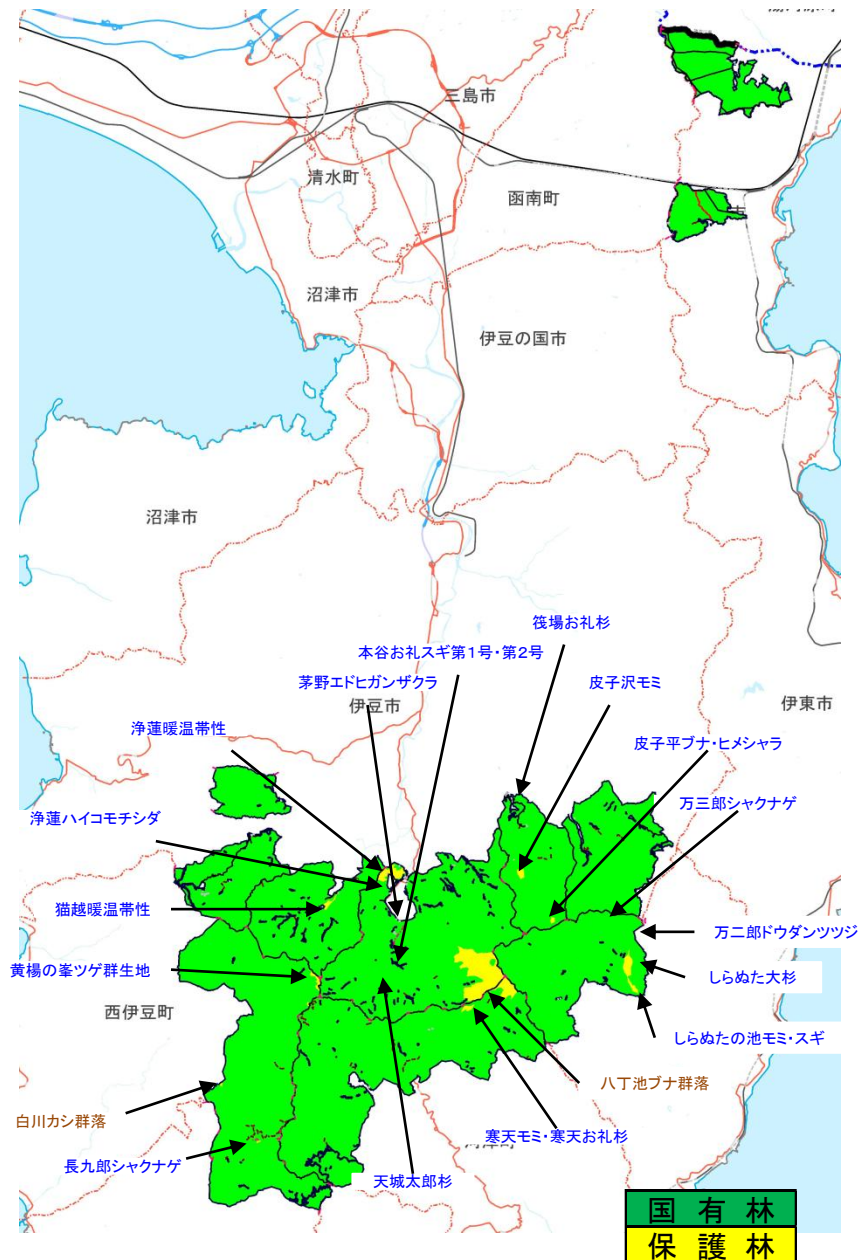 三島市
清水町
函南町
沼津市
伊豆の国市
沼津市
筏場お礼杉
本谷お礼スギ第1号・第2号
茅野エドヒガンザクラ
皮子沢モミ
伊豆市
伊東市
浄蓮暖温帯性
皮子平ブナ・ヒメシャラ
万三郎シャクナゲ
浄蓮ハイコモチシダ
猫越暖温帯性
万二郎ドウダンツツジ
黄楊の峯ツゲ群生地
しらぬた大杉
西伊豆町
しらぬたの池モミ・スギ
八丁池ブナ群落
白川カシ群落
寒天モミ・寒天お礼杉
長九郎シャクナゲ
天城太郎杉
国有林
保護林